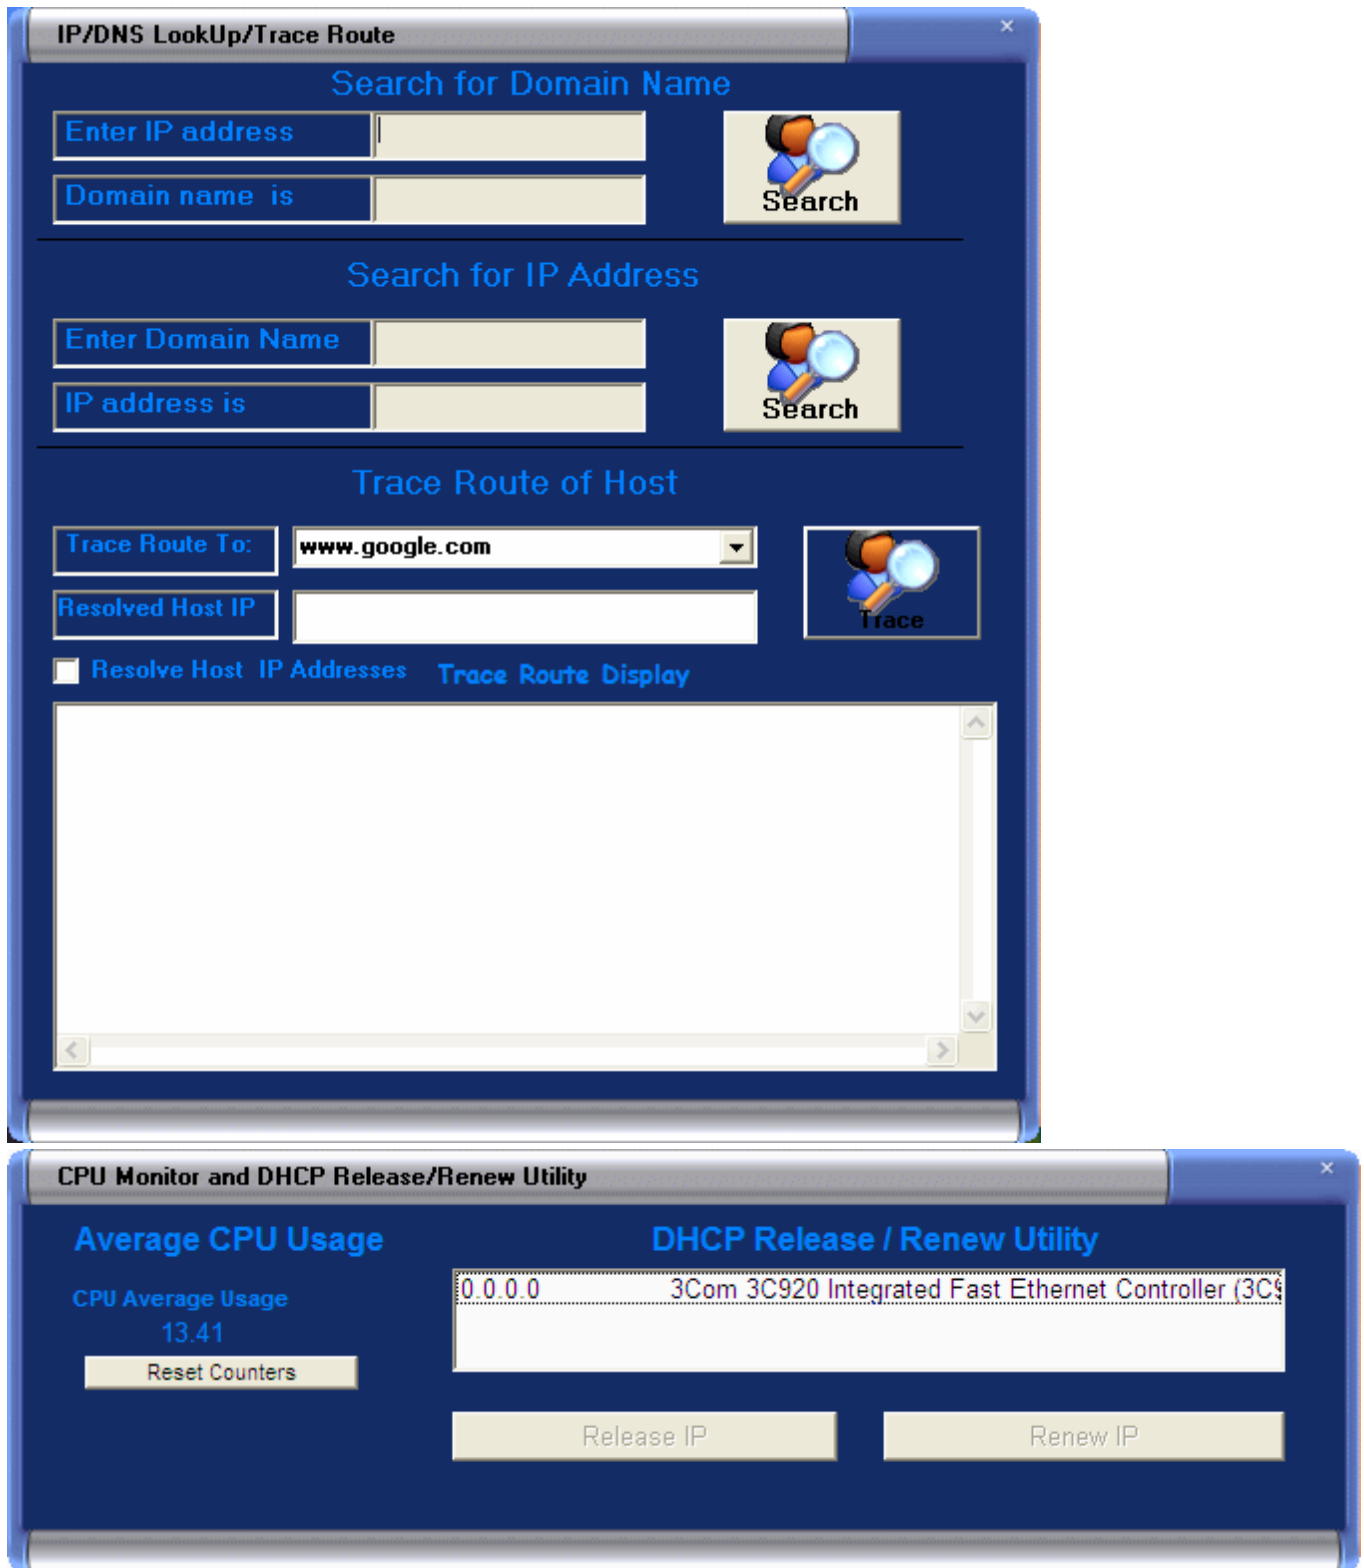 IP/DNS LookUp/Trace Route
Search for Domain Name
Enter IP address
Domain name is
Search
Search for IP Address
Enter Domain Name
IP address is
Search
Trace Route of Host
Trace Route To:
www.google.com
Resolved Host IP
Trace
Resolve Host IP Addresses
Trace Route Display
CPU Monitor and DHCP Release/Renew Utility
Average CPU Usage
DHCP Release / Renew Utility
CPU Average Usage
13.41
Reset Counters
0.0.0.0 3Com 3C920 Integrated Fast Ethernet Controller (3C9
Release IP
Renew IP